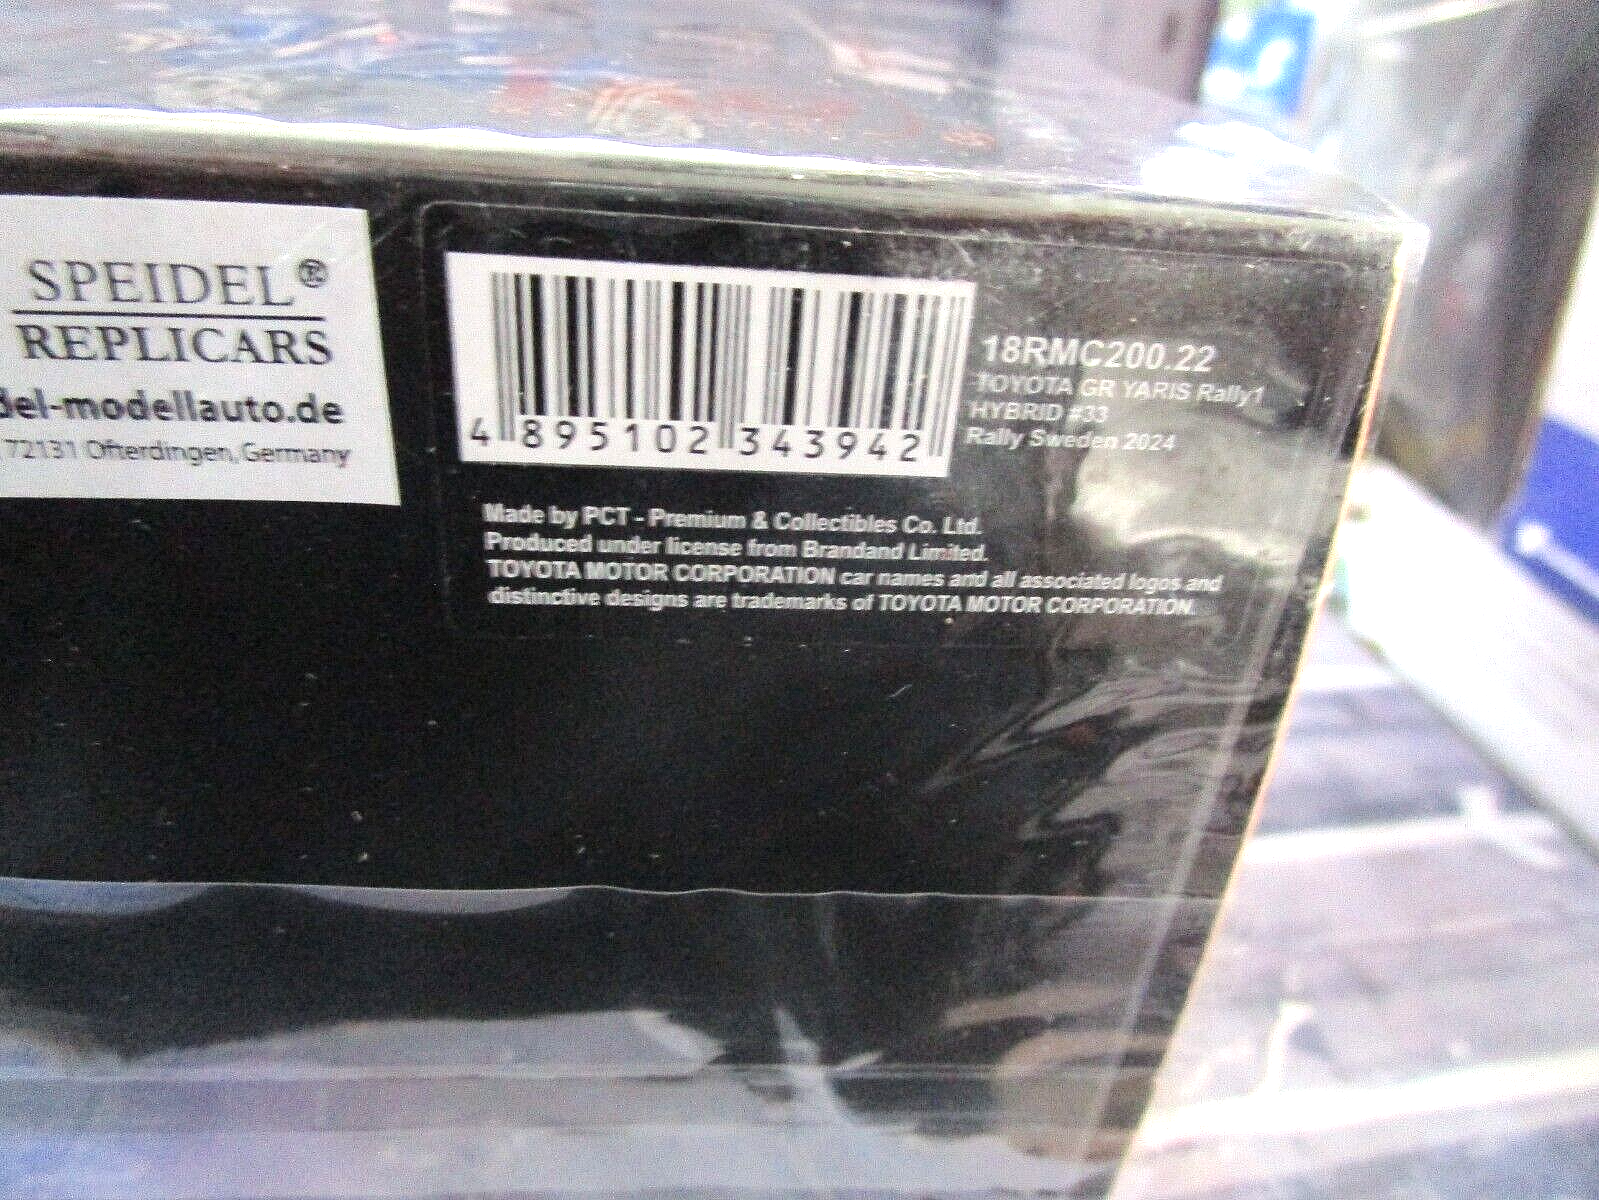 SPEIDEL®
REPLICARS
del-modellauto.de
72131 Ofterdingen, Germany
4 895102 343942
18RMC200.22
TOYOTA GR YARIS Rally1
HYBRID #33
Rally Sweden 2024
Made by PCT - Premium & Collectibles Co. Ltd.
Produced under license from Brandand Limited.
TOYOTA MOTOR CORPORATION car names and all associated logos and
distinctive designs are trademarks of TOYOTA MOTOR CORPORATION.